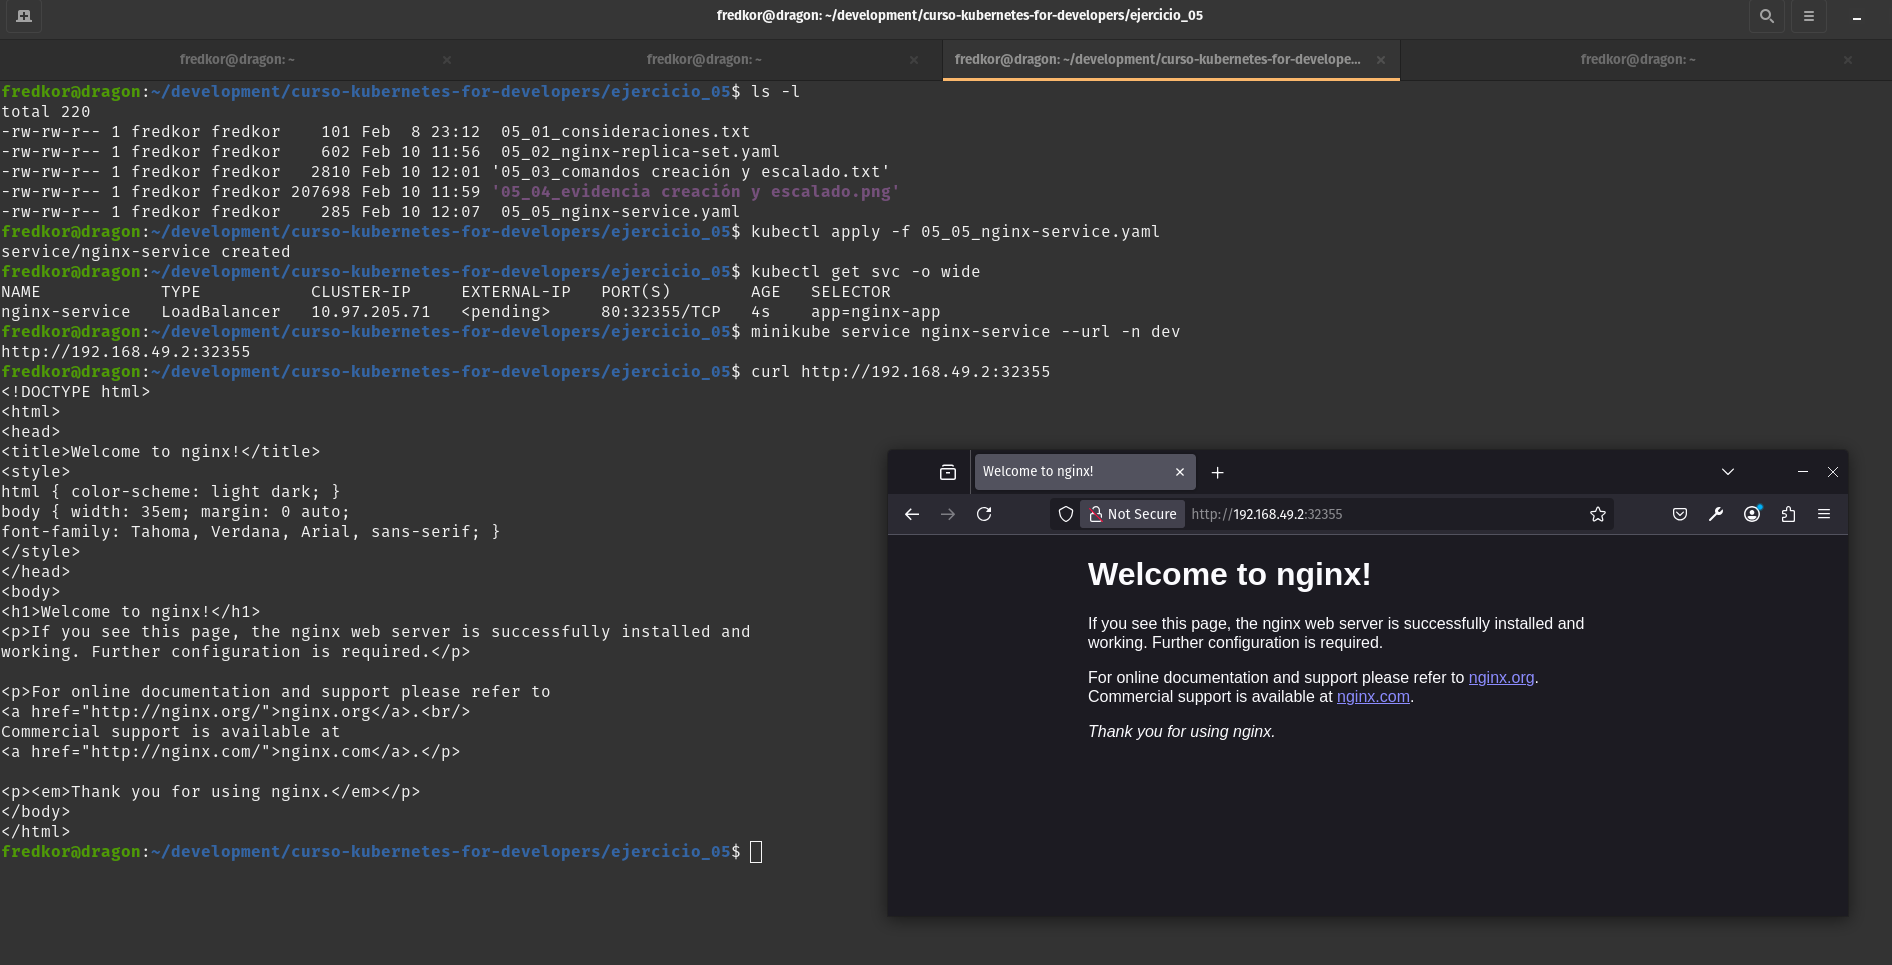 fredkor@dragon: ~/development/curso-kubernetes-for-developers/ejercicio_05
fredkor@dragon: ~
fredkor@dragon: ~
fredkor@dragon: ~/development/curso-kubernetes-for-develope...
fredkor@dragon: ~
fredkor@dragon:~/development/curso-kubernetes-for-developers/ejercicio_05$ ls -l
total 220
-rw-rw-r-- 1 fredkor fredkor    101 Feb  8 23:12  05_01_consideraciones.txt
-rw-rw-r-- 1 fredkor fredkor    602 Feb 10 11:56  05_02_nginx-replica-set.yaml
-rw-rw-r-- 1 fredkor fredkor   2810 Feb 10 12:01 '05_03_comandos creación y escalado.txt'
-rw-rw-r-- 1 fredkor fredkor 207698 Feb 10 11:59 '05_04_evidencia creación y escalado.png'
-rw-rw-r-- 1 fredkor fredkor    285 Feb 10 12:07  05_05_nginx-service.yaml
fredkor@dragon:~/development/curso-kubernetes-for-developers/ejercicio_05$ kubectl apply -f 05_05_nginx-service.yaml
service/nginx-service created
fredkor@dragon:~/development/curso-kubernetes-for-developers/ejercicio_05$ kubectl get svc -o wide
NAME            TYPE           CLUSTER-IP     EXTERNAL-IP   PORT(S)        AGE   SELECTOR
nginx-service   LoadBalancer   10.97.205.71   <pending>     80:32355/TCP   4s    app=nginx-app
fredkor@dragon:~/development/curso-kubernetes-for-developers/ejercicio_05$ minikube service nginx-service --url -n dev
http://192.168.49.2:32355
fredkor@dragon:~/development/curso-kubernetes-for-developers/ejercicio_05$ curl http://192.168.49.2:32355
<!DOCTYPE html>
<html>
<head>
<title>Welcome to nginx!</title>
<style>
html { color-scheme: light dark; }
body { width: 35em; margin: 0 auto;
font-family: Tahoma, Verdana, Arial, sans-serif; }
</style>
</head>
<body>
<h1>Welcome to nginx!</h1>
<p>If you see this page, the nginx web server is successfully installed and
working. Further configuration is required.</p>

<p>For online documentation and support please refer to
<a href="http://nginx.org/">nginx.org</a>.<br/>
Commercial support is available at
<a href="http://nginx.com/">nginx.com</a>.</p>

<p><em>Thank you for using nginx.</em></p>
</body>
</html>
fredkor@dragon:~/development/curso-kubernetes-for-developers/ejercicio_05$
Welcome to nginx!
Not Secure http://192.168.49.2:32355
Welcome to nginx!
If you see this page, the nginx web server is successfully installed and
working. Further configuration is required.
For online documentation and support please refer to nginx.org.
Commercial support is available at nginx.com.
Thank you for using nginx.